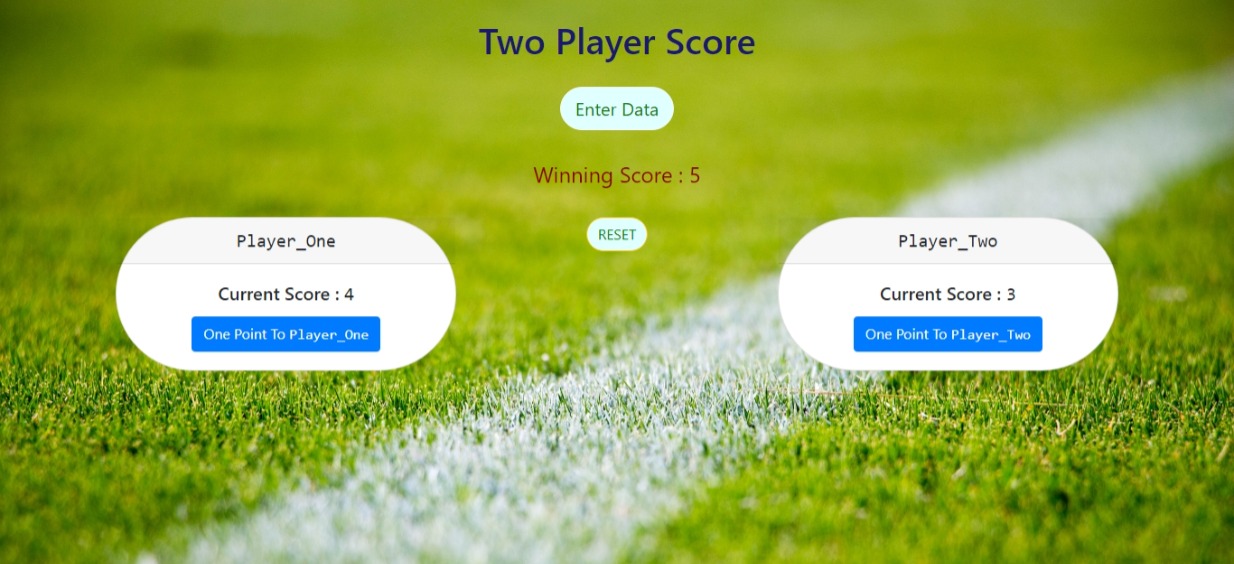 Two Player Score
Enter Data
Winning Score : 5
RESET
Player_One
Current Score : 4
One Point To Player_One
Player_Two
Current Score : 3
One Point To Player_Two